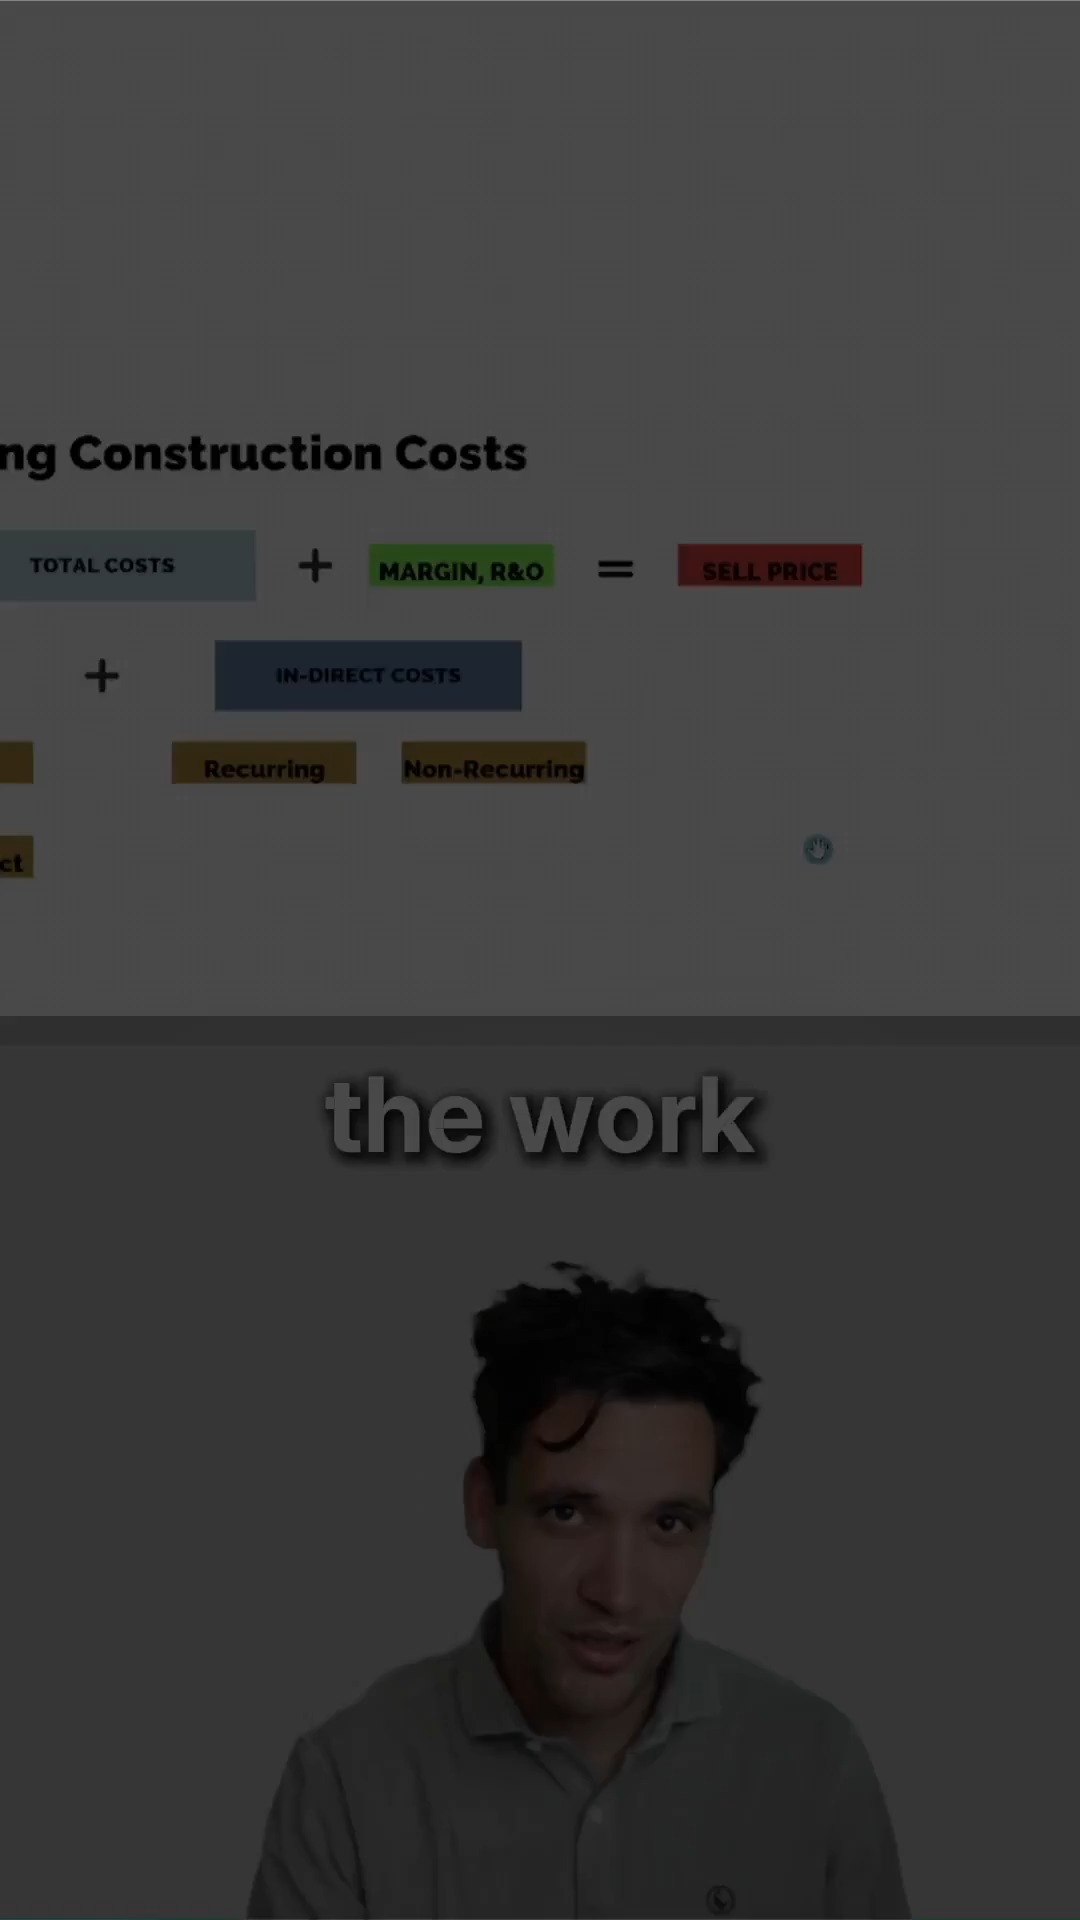 ng Construction Costs
TOTAL COSTS + MARGIN, R&O = SELL PRICE
+ IN-DIRECT COSTS
Recurring Non-Recurring
ct
the work